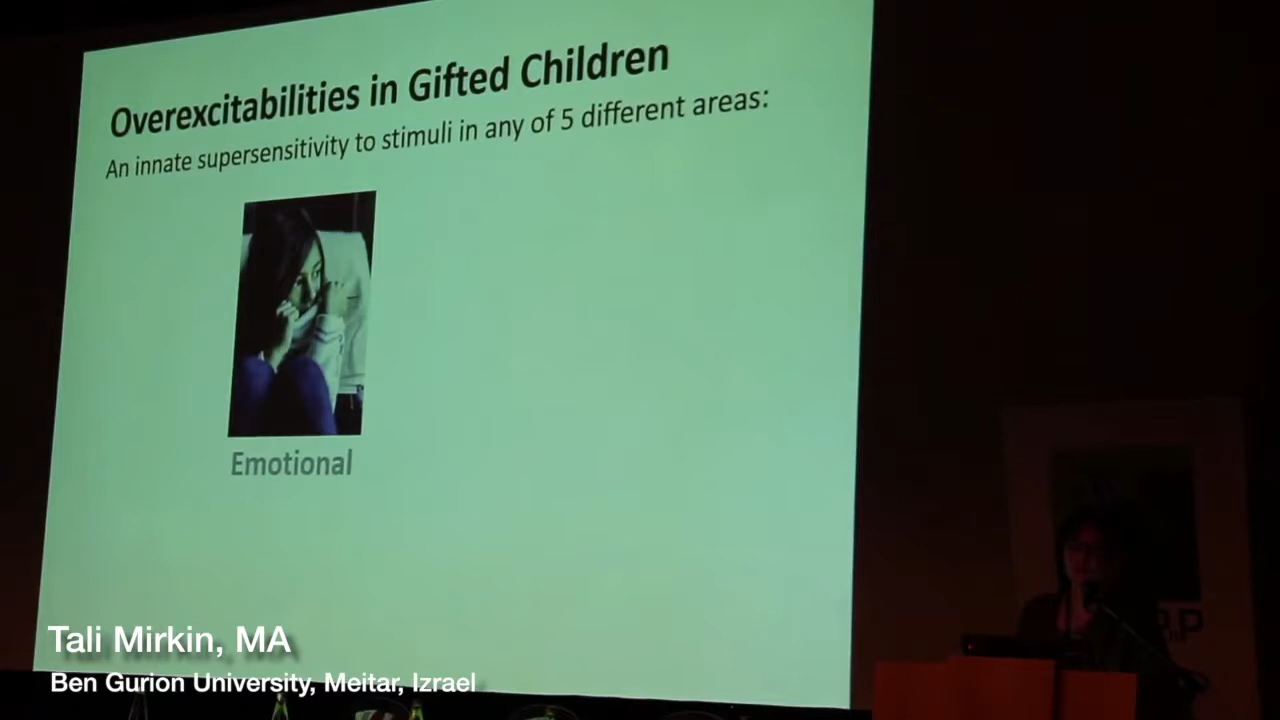 Overexcitabilities in Gifted Children
An innate supersensitivity to stimuli in any of 5 different areas:
Emotional
Tali Mirkin, MA
Ben Gurion University, Meitar, Izrael